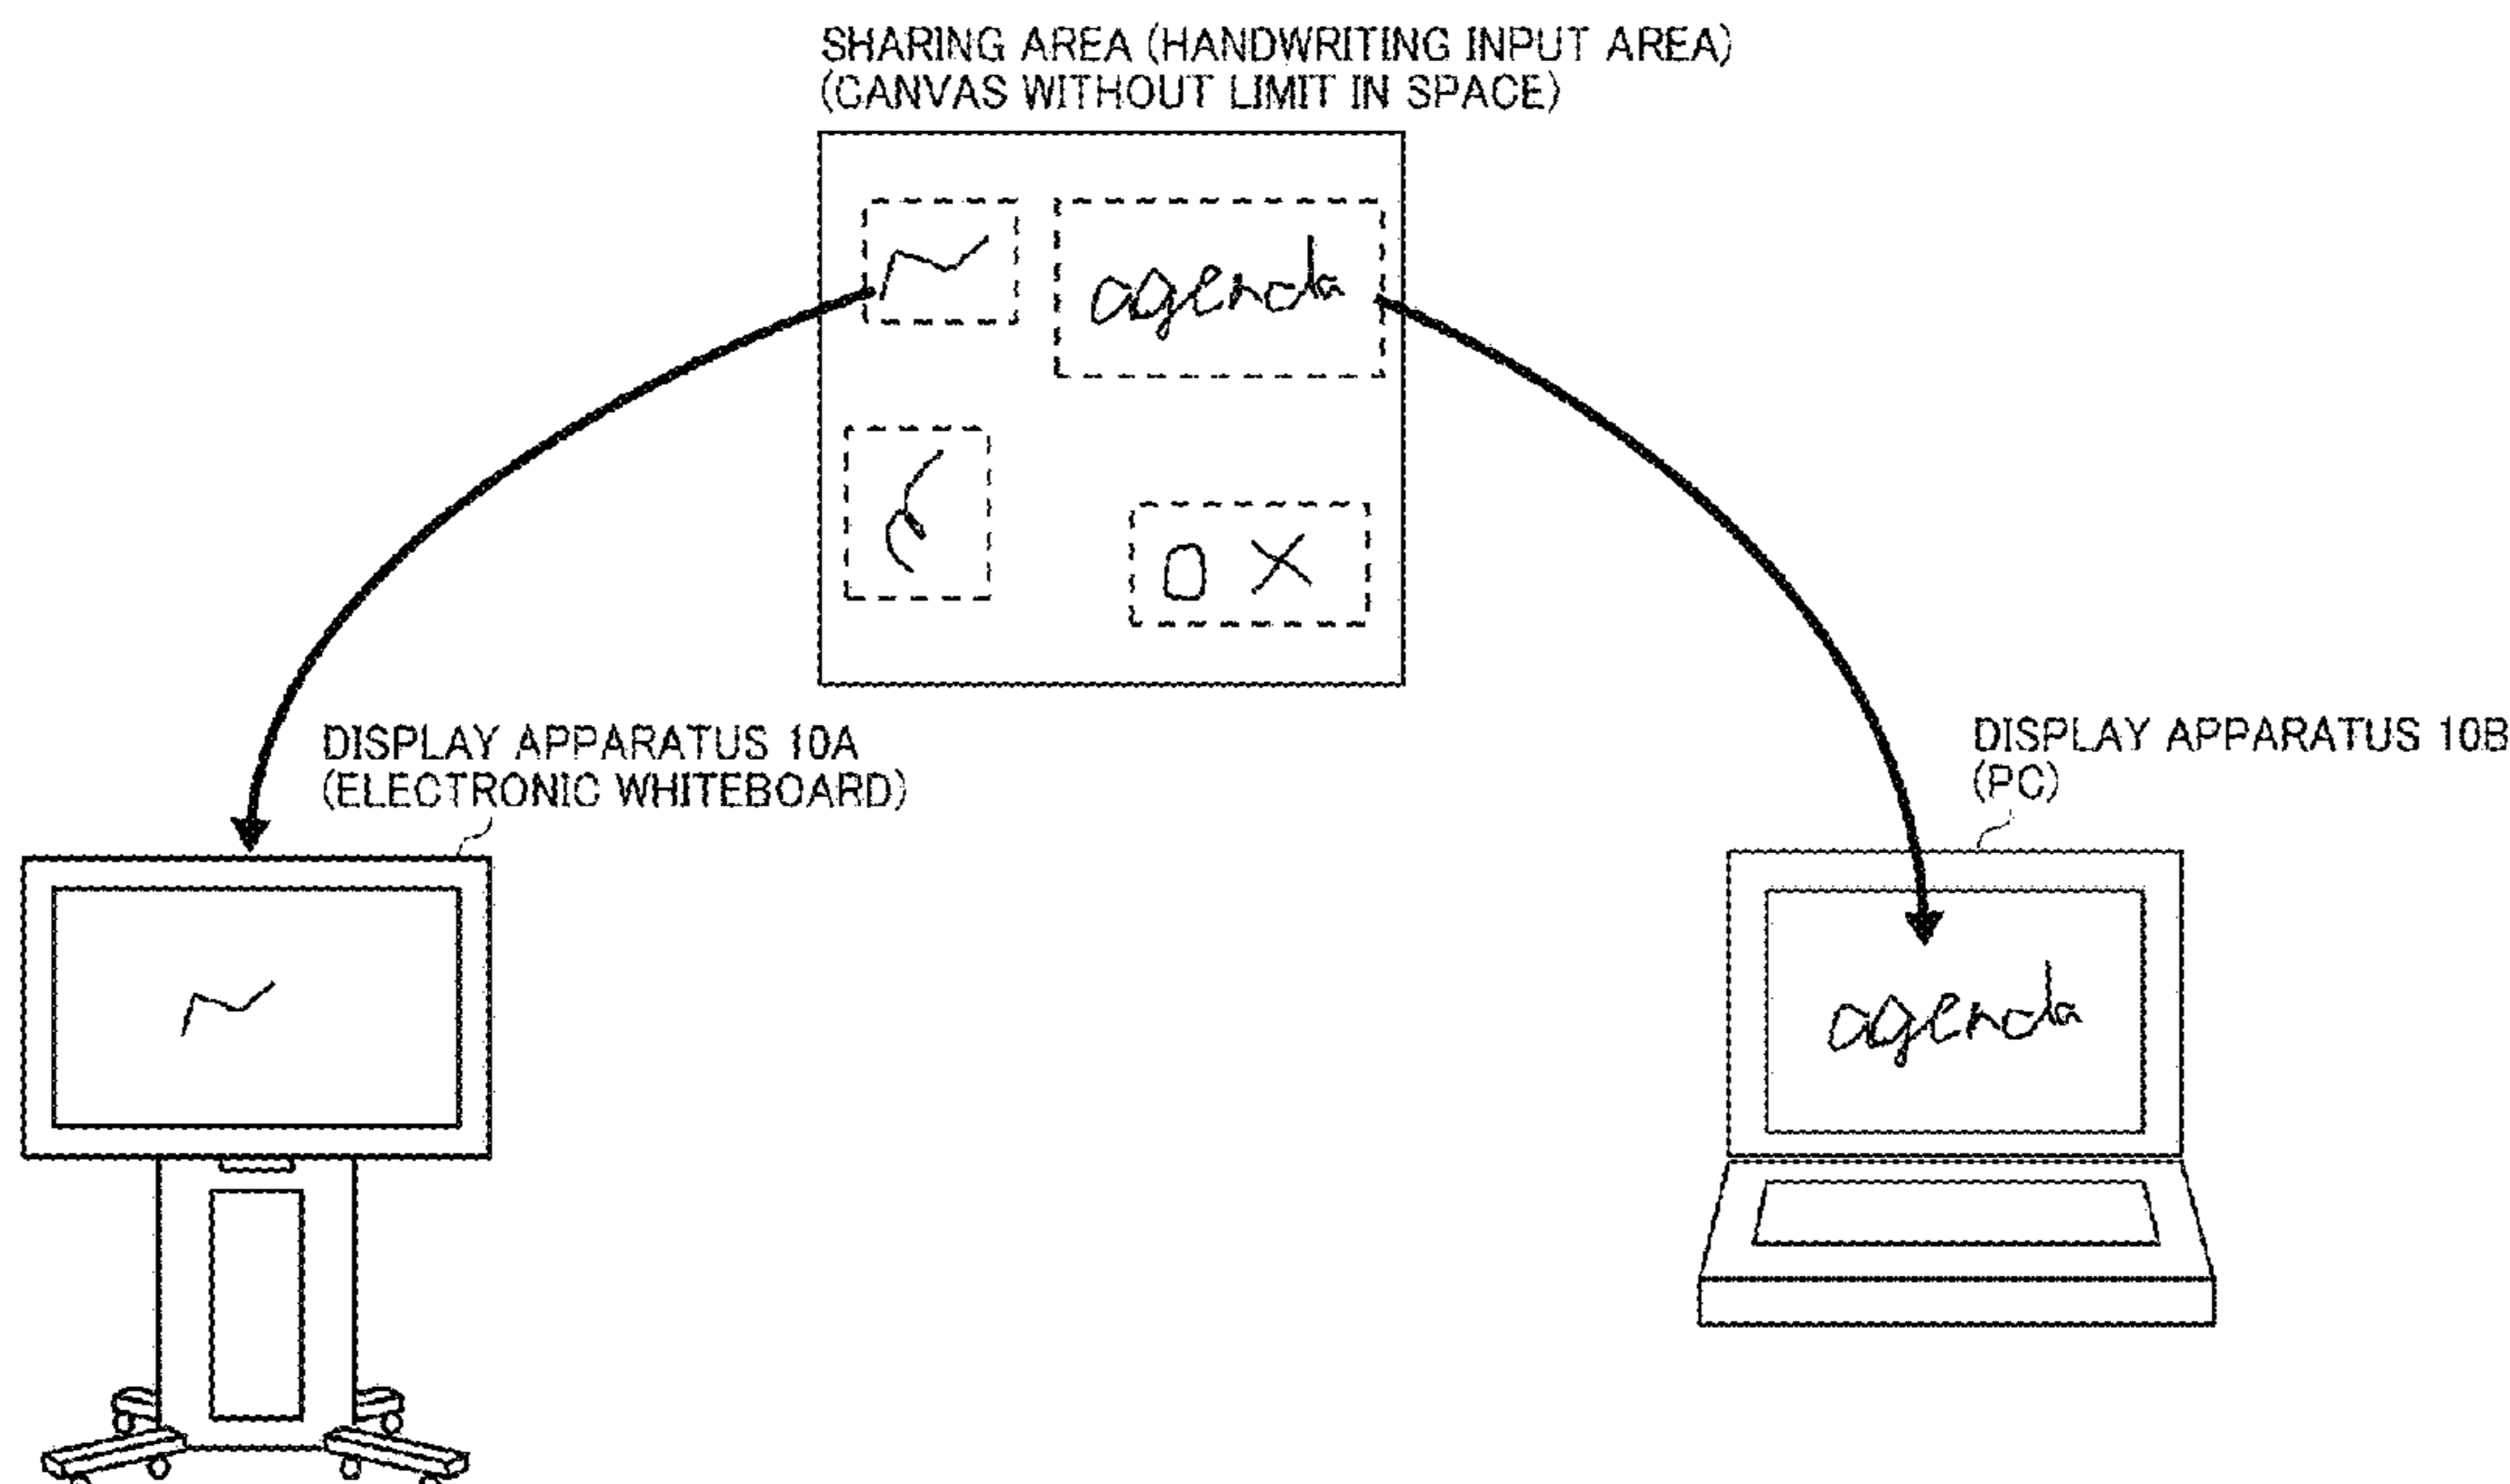 SHARING AREA (HANDWRITING INPUT AREA)
(CANVAS WITHOUT LIMIT IN SPACE)
agenda
O X
DISPLAY APPARATUS 10A
(ELECTRONIC WHITEBOARD)
DISPLAY APPARATUS 10B
(PC)
agenda